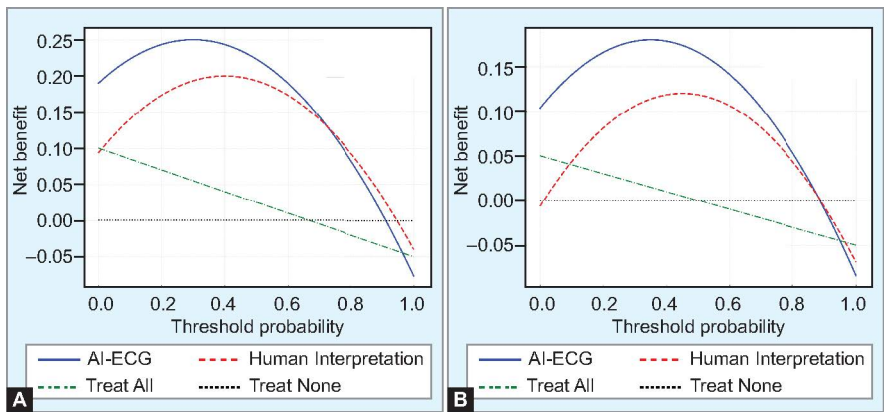 0.25
0.20
0.15
0.10
0.05
0.00
−0.05
Net benefit
0.0 0.2 0.4 0.6 0.8 1.0
Threshold probability
AI-ECG Human Interpretation
Treat All Treat None
A
0.15
0.10
0.05
0.00
−0.05
Net benefit
0.0 0.2 0.4 0.6 0.8 1.0
Threshold probability
AI-ECG Human Interpretation
Treat All Treat None
B